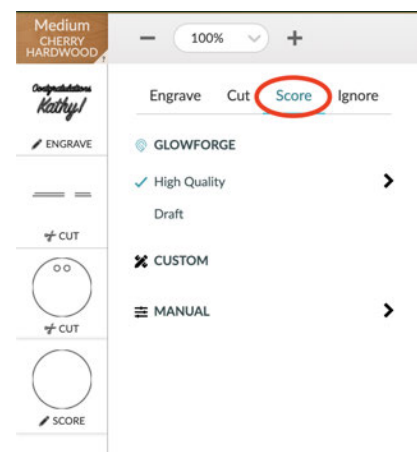 Medium
CHERRY
HARDWOOD
100%
Congratulations
Kathy!
ENGRAVE
CUT
CUT
SCORE
Engrave Cut Score Ignore
GLOWFORGE
High Quality
Draft
CUSTOM
MANUAL